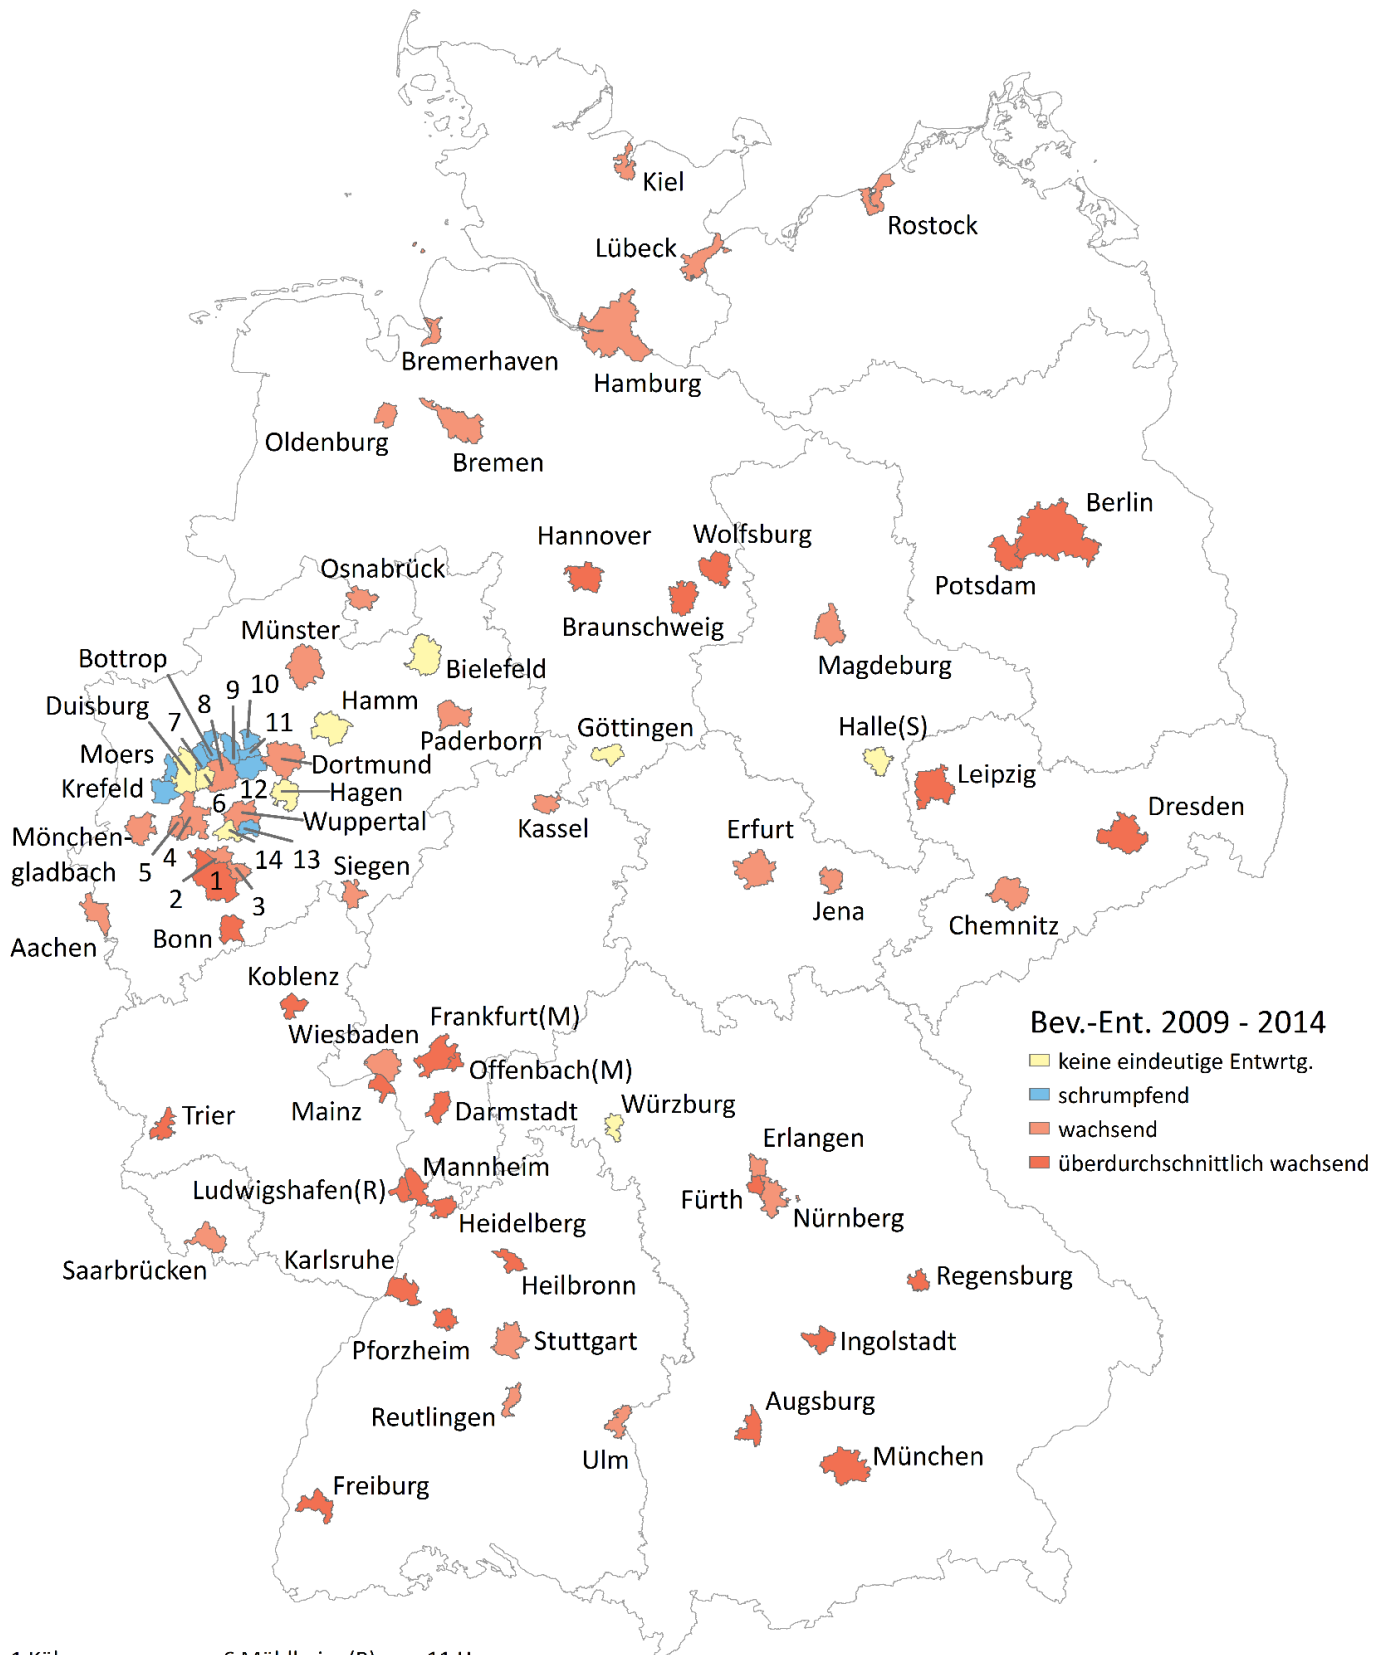 Kiel
Rostock
Lübeck
Bremerhaven
Hamburg
Oldenburg
Bremen
Berlin
Hannover
Wolfsburg
Potsdam
Osnabrück
Braunschweig
Münster
Magdeburg
Bottrop
Bielefeld
Duisburg
7
8
9
10
11
Hamm
Göttingen
Halle(S)
Paderborn
Moers
Dortmund
Leipzig
Krefeld
6
12
Hagen
Dresden
Wuppertal
Kassel
Erfurt
Mönchen-
gladbach
5
4
14
13
Siegen
2
1
3
Jena
Chemnitz
Aachen
Bonn
Koblenz
Frankfurt(M)
Wiesbaden
Offenbach(M)
Mainz
Darmstadt
Würzburg
Trier
Erlangen
Mannheim
Ludwigshafen(R)
Fürth
Nürnberg
Heidelberg
Saarbrücken
Karlsruhe
Heilbronn
Regensburg
Pforzheim
Stuttgart
Ingolstadt
Reutlingen
Augsburg
Ulm
München
Freiburg
Bev.-Ent. 2009 - 2014
keine eindeutige Entwrtg.
schrumpfend
wachsend
überdurchschnittlich wachsend